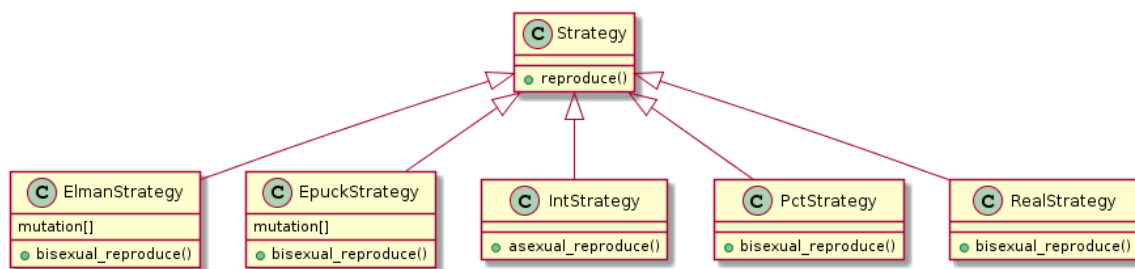 C Strategy
reproduce()
C ElmanStrategy
mutation[]
bisexual_reproduce()
C EpuckStrategy
mutation[]
bisexual_reproduce()
C IntStrategy
asexual_reproduce()
C PctStrategy
bisexual_reproduce()
C RealStrategy
bisexual_reproduce()